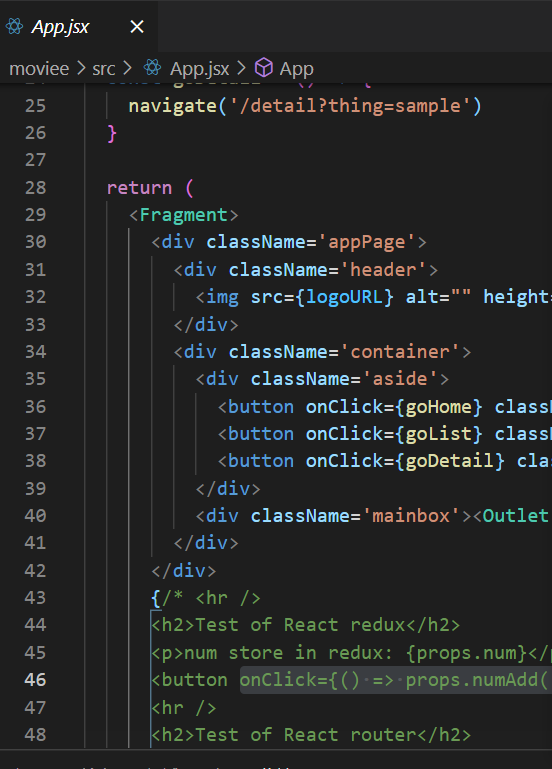 App.jsx
moviee > src > App.jsx > App
25 navigate('/detail?thing=sample')
26 }
27
28 return (
29 <Fragment>
30 <div className='appPage'>
31 <div className='header'>
32 <img src={logoURL} alt="" height=
33 </div>
34 <div className='container'>
35 <div className='aside'>
36 <button onClick={goHome} class
37 <button onClick={goList} class
38 <button onClick={goDetail} clas
39 </div>
40 <div className='mainbox'><Outlet
41 </div>
42 </div>
43 {/* <hr />
44 <h2>Test of React redux</h2>
45 <p>num store in redux: {props.num}</p
46 <button onClick={() => props.numAdd(
47 <hr />
48 <h2>Test of React router</h2>